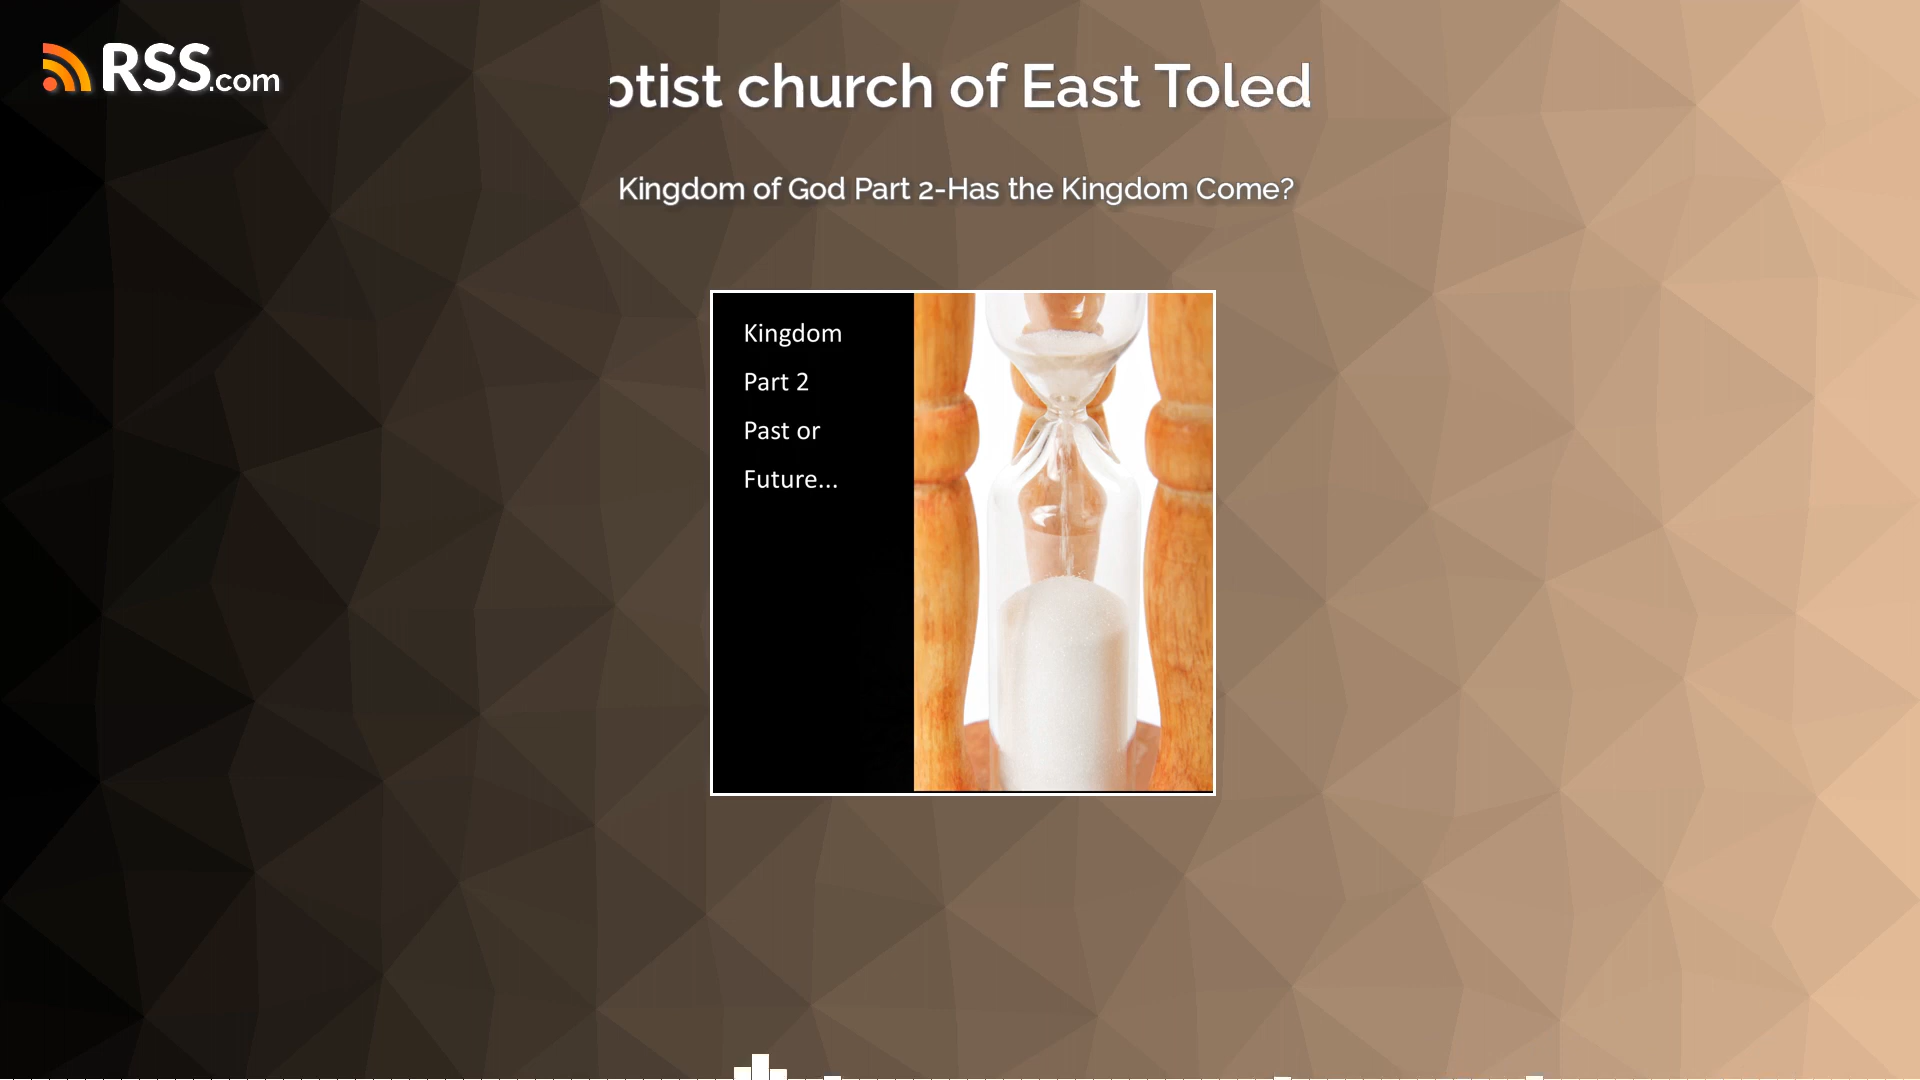 RSS.com
ptist church of East Toled
Kingdom of God Part 2-Has the Kingdom Come?
Kingdom
Part 2
Past or
Future...